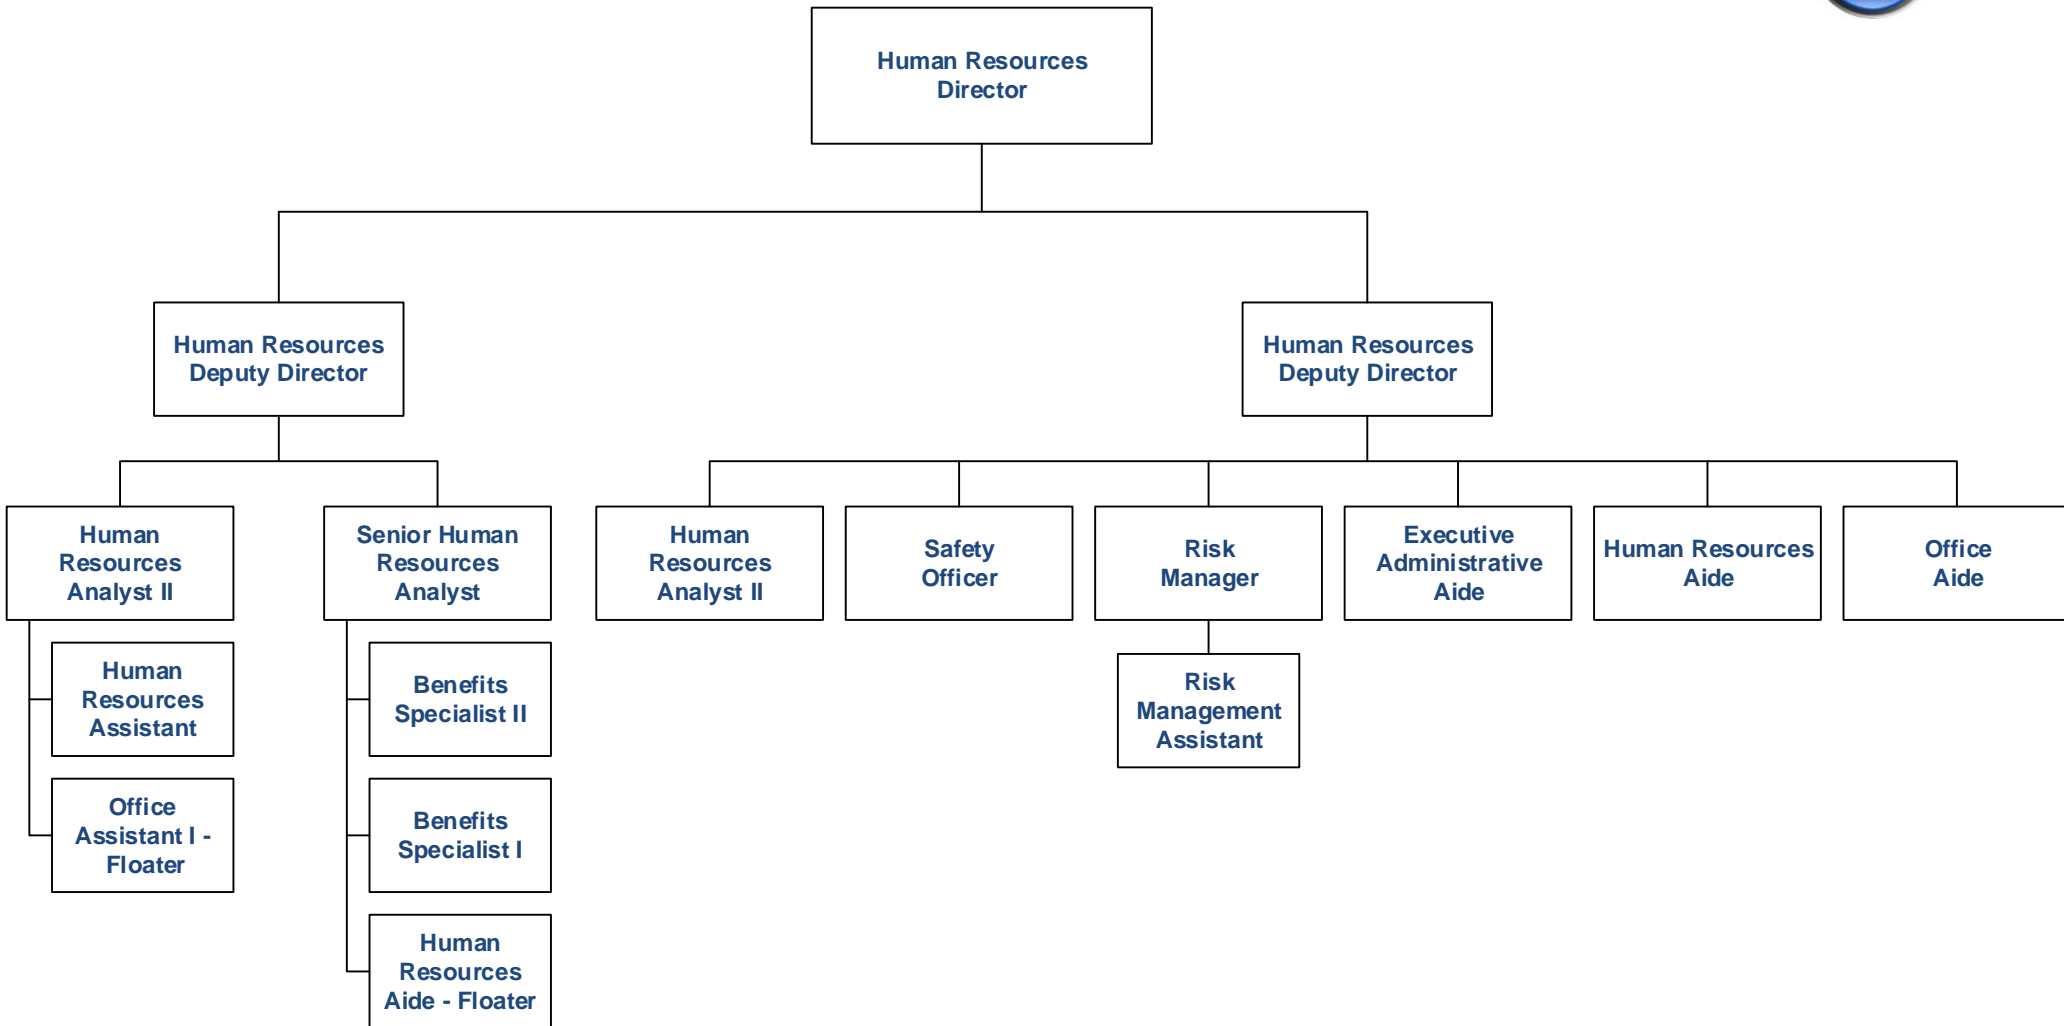 Human Resources
Director
Human Resources
Deputy Director
Human Resources
Deputy Director
Human
Resources
Analyst II
Senior Human
Resources
Analyst
Human
Resources
Analyst II
Safety
Officer
Risk
Manager
Executive
Administrative
Aide
Human Resources
Aide
Office
Aide
Human
Resources
Assistant
Benefits
Specialist II
Risk
Management
Assistant
Office
Assistant I -
Floater
Benefits
Specialist I
Human
Resources
Aide - Floater